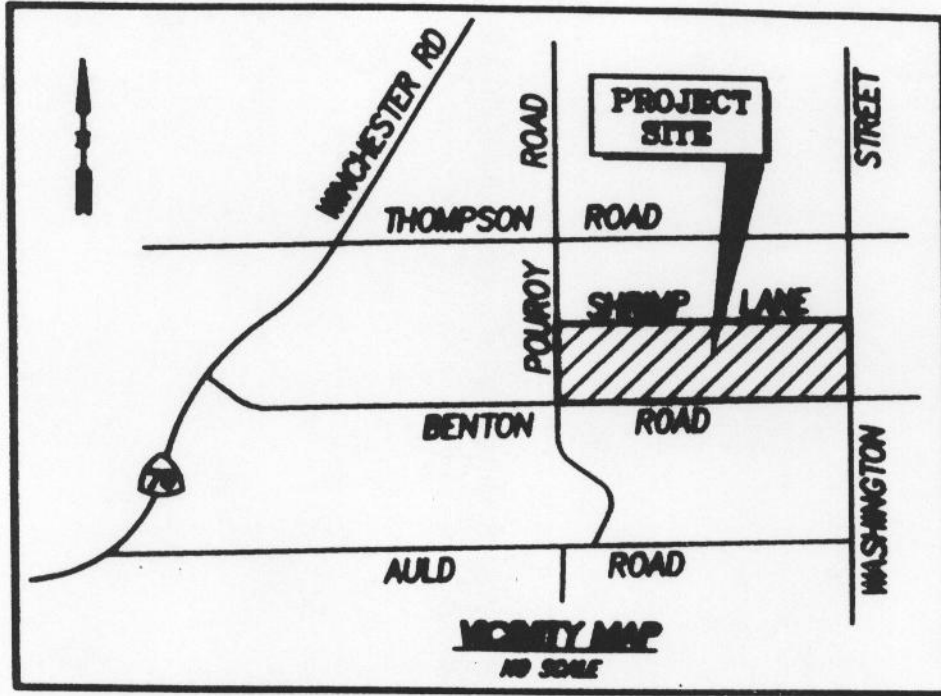 WINCHESTER RD
ROAD
PROJECT
SITE
STREET
THOMPSON ROAD
POUROY
SHRIMP LANE
BENTON ROAD
79
WASHINGTON
AULD ROAD
VICINITY MAP
NO SCALE